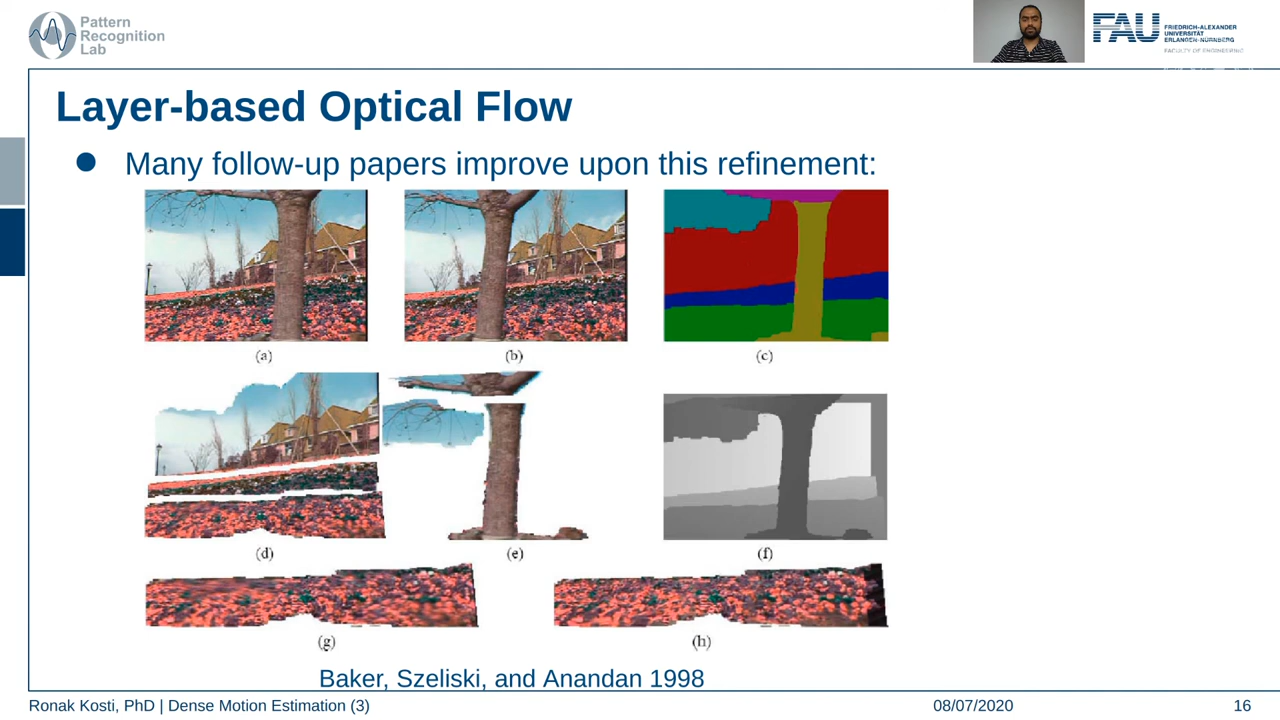 Pattern
Recognition
Lab
FAU
FRIEDRICH-ALEXANDER
UNIVERSITÄT
ERLANGEN-NÜRNBERG
FACULTY OF ENGINEERING
Layer-based Optical Flow
Many follow-up papers improve upon this refinement:
(a) (b) (c)
(d) (e) (f)
(g) (h)
Baker, Szeliski, and Anandan 1998
Ronak Kosti, PhD | Dense Motion Estimation (3) 08/07/2020 16